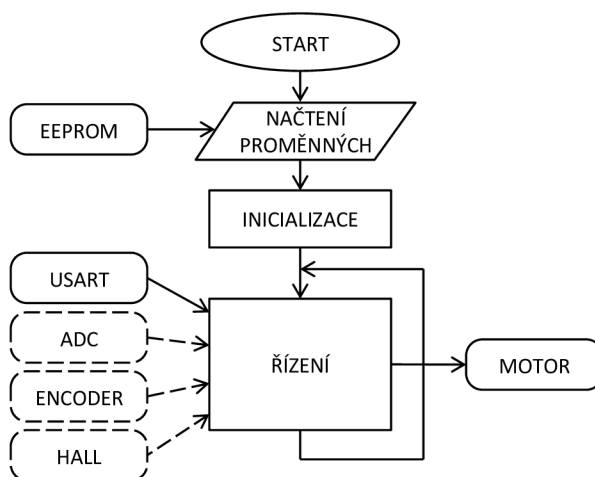 START
EEPROM
NAČTENÍ
PROMĚNNÝCH
INICIALIZACE
USART
ADC
ENCODER
HALL
ŘÍZENÍ
MOTOR